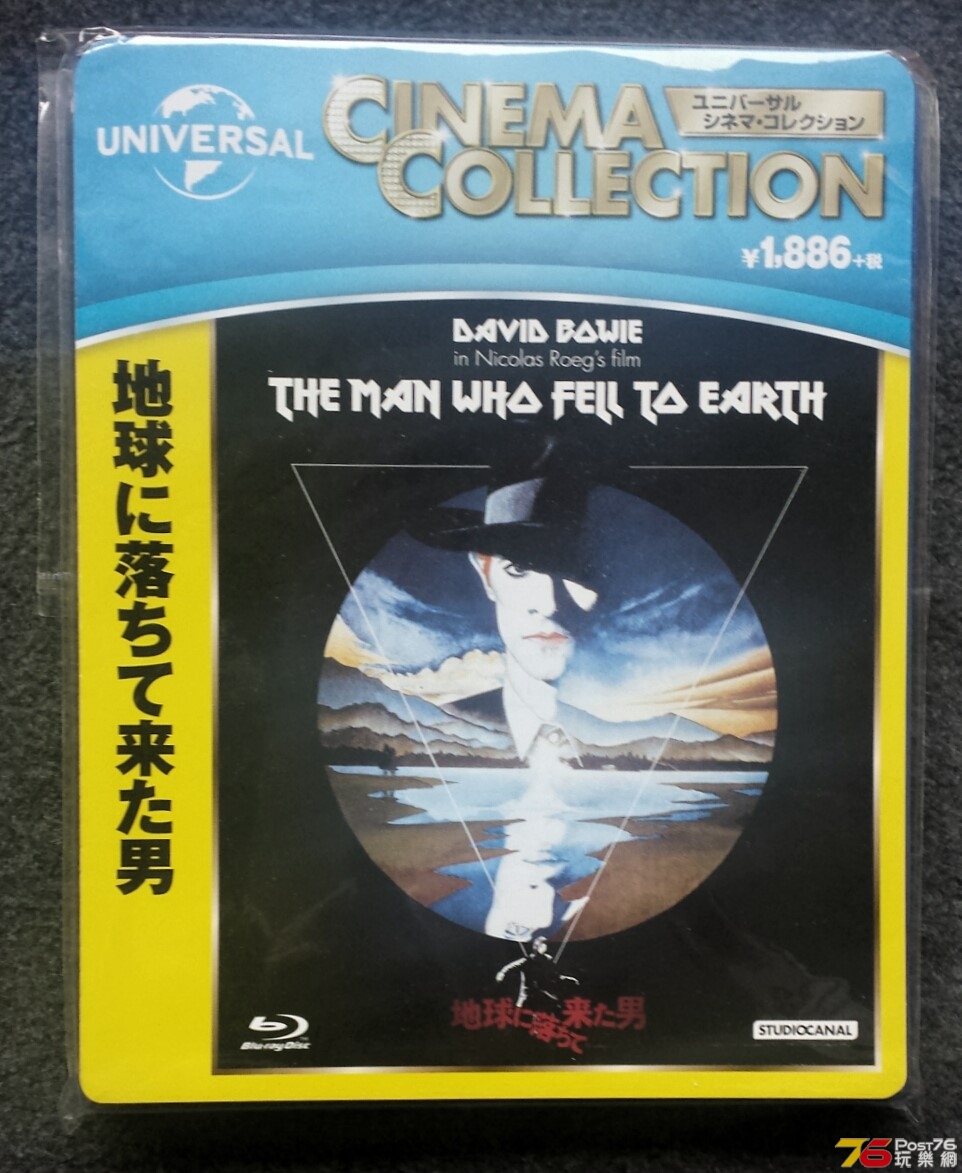 UNIVERSAL
CINEMA
COLLECTION
ユニバーサル
シネマ・コレクション
¥1,886+税
地球に落ちて来た男
DAVID BOWIE
in Nicolas Roeg's film
THE MAN WHO FELL TO EARTH
地球に落ちて来た男
Blu-ray Disc
STUDIOCANAL
76 POST76
玩樂網